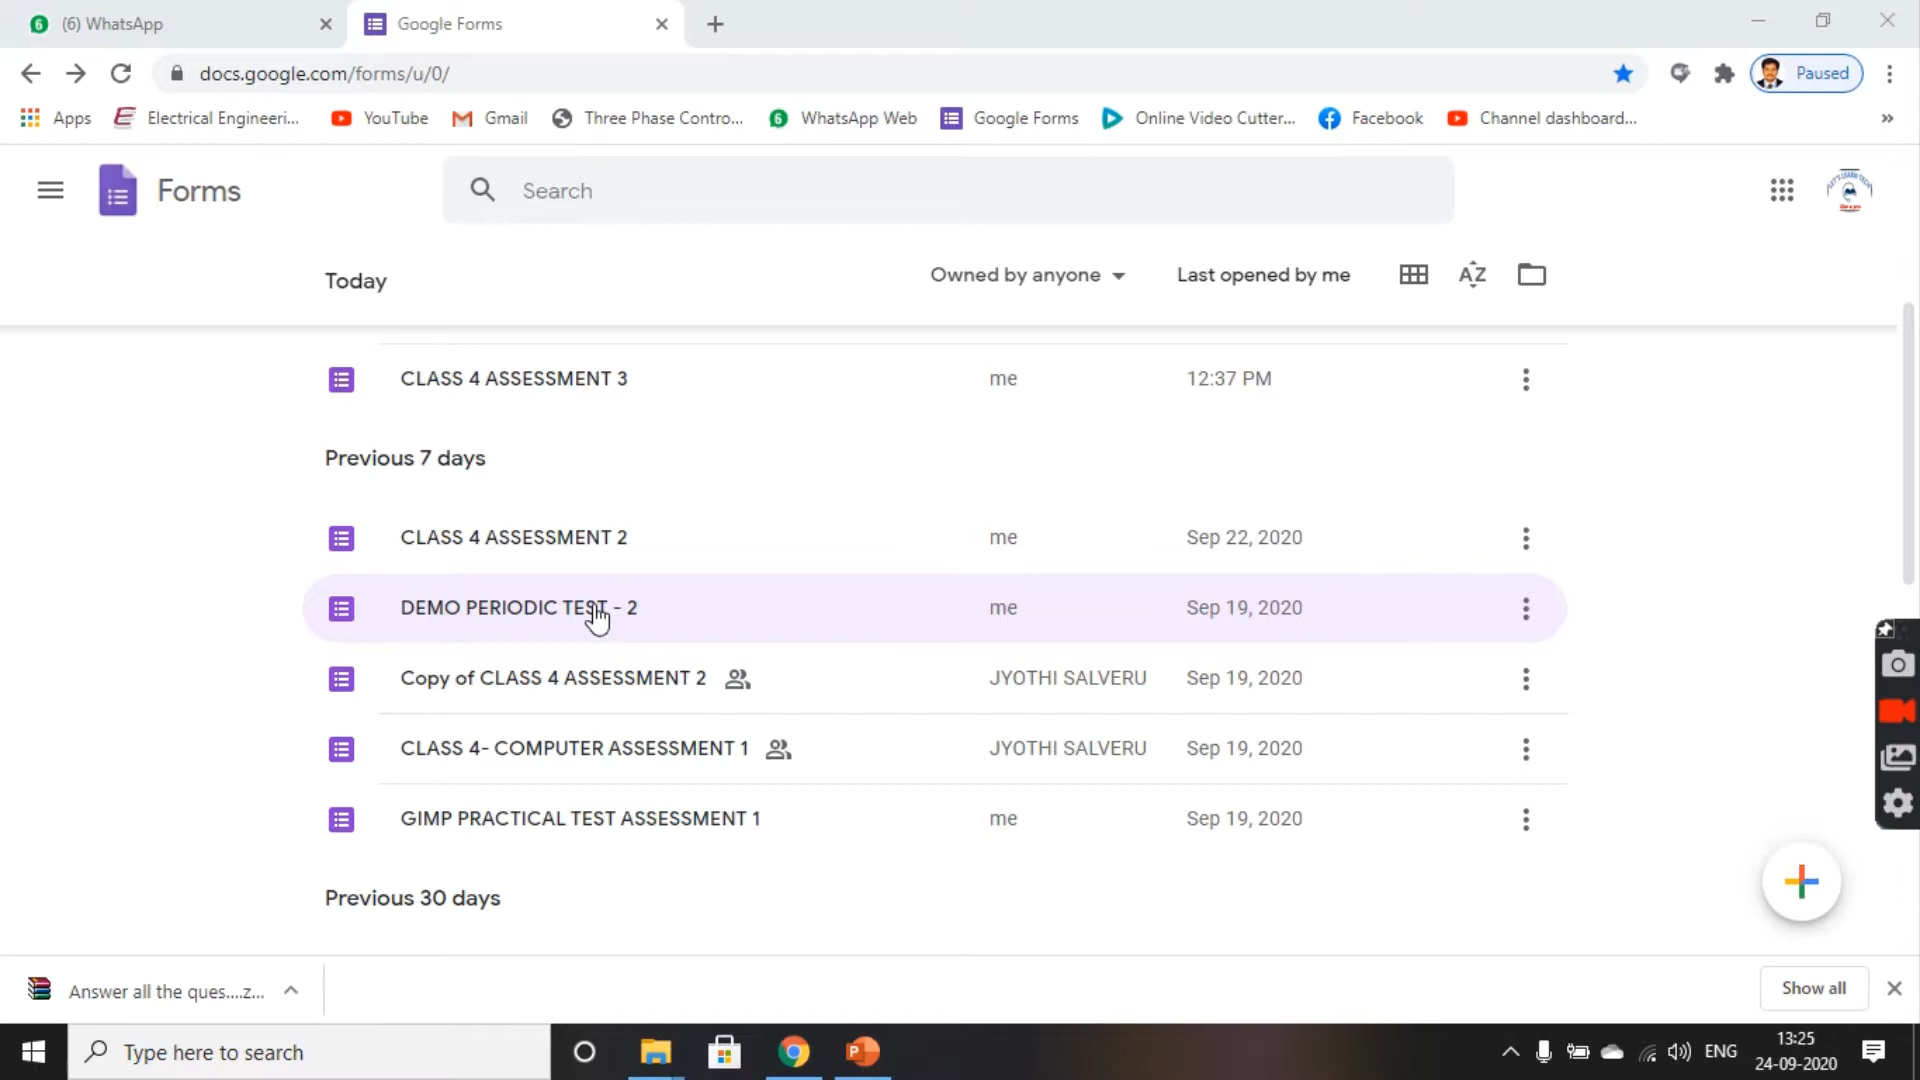 (6) WhatsApp
Google Forms
docs.google.com/forms/u/0/
Paused
Apps
Electrical Engineeri...
YouTube
Gmail
Three Phase Contro...
6
WhatsApp Web
Google Forms
Online Video Cutter...
Facebook
Channel dashboard...
Forms
Search
Today
Owned by anyone
Last opened by me
AZ
CLASS 4 ASSESSMENT 3 me 12:37 PM
Previous 7 days
CLASS 4 ASSESSMENT 2 me Sep 22, 2020
DEMO PERIODIC TEST - 2 me Sep 19, 2020
Copy of CLASS 4 ASSESSMENT 2 JYOTHI SALVERU Sep 19, 2020
CLASS 4- COMPUTER ASSESSMENT 1 JYOTHI SALVERU Sep 19, 2020
GIMP PRACTICAL TEST ASSESSMENT 1 me Sep 19, 2020
Previous 30 days
Answer all the ques....z...
Show all
Type here to search
ENG
13:25
24-09-2020